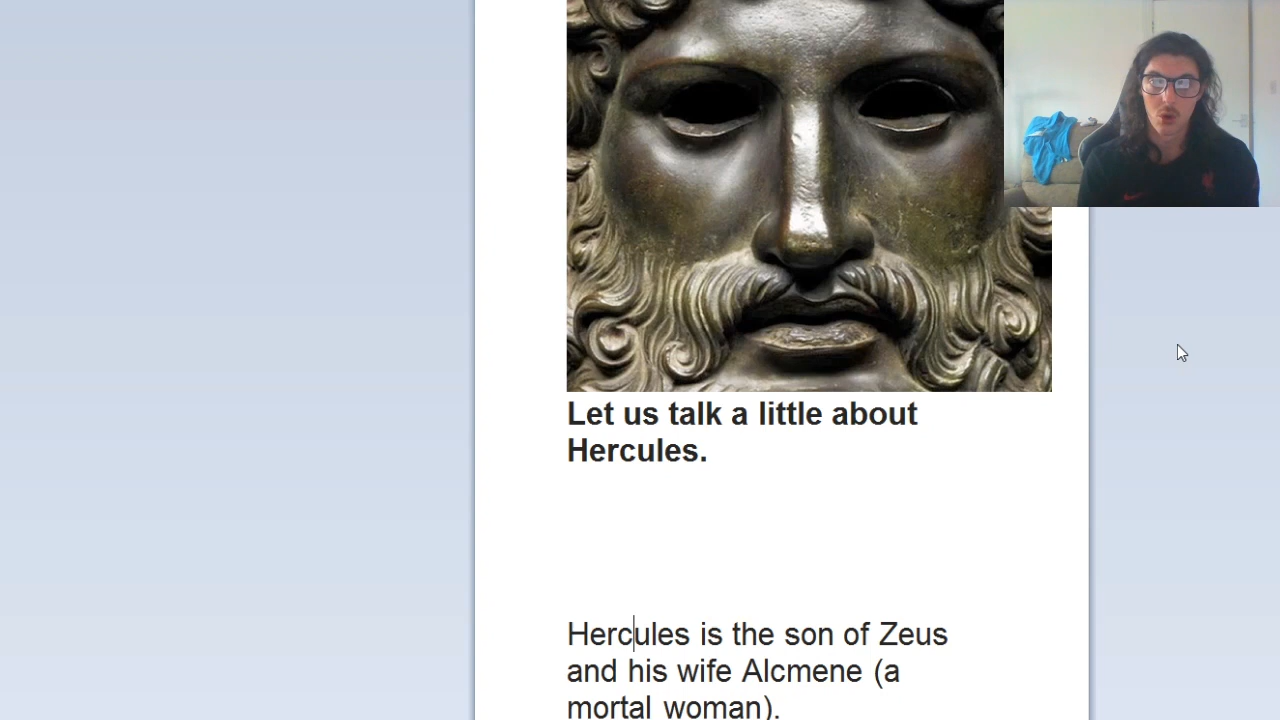 Let us talk a little about
Hercules.
Hercules is the son of Zeus
and his wife Alcmene (a
mortal woman).